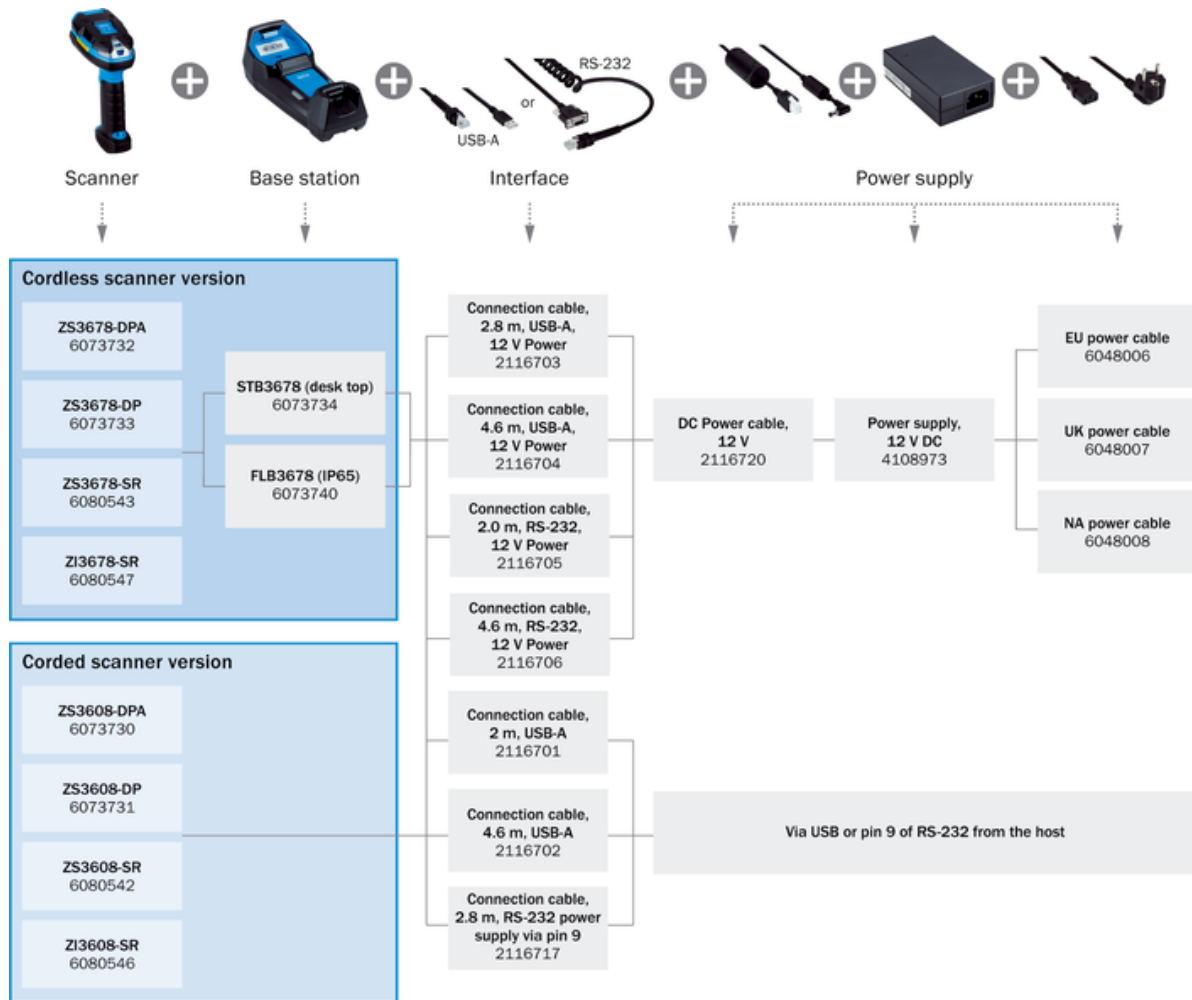 RS-232
or
USB-A
Scanner
Base station
Interface
Power supply
Cordless scanner version
ZS3678-DPA
6073732
ZS3678-DP
6073733
ZS3678-SR
6080543
ZI3678-SR
6080547
STB3678 (desk top)
6073734
FLB3678 (IP65)
6073740
Connection cable,
2.8 m, USB-A,
12 V Power
2116703
Connection cable,
4.6 m, USB-A,
12 V Power
2116704
Connection cable,
2.0 m, RS-232,
12 V Power
2116705
Connection cable,
4.6 m, RS-232,
12 V Power
2116706
DC Power cable,
12 V
2116720
Power supply,
12 V DC
4108973
EU power cable
6048006
UK power cable
6048007
NA power cable
6048008
Corded scanner version
ZS3608-DPA
6073730
ZS3608-DP
6073731
ZS3608-SR
6080542
ZI3608-SR
6080546
Connection cable,
2 m, USB-A
2116701
Connection cable,
4.6 m, USB-A
2116702
Connection cable,
2.8 m, RS-232 power
supply via pin 9
2116717
Via USB or pin 9 of RS-232 from the host